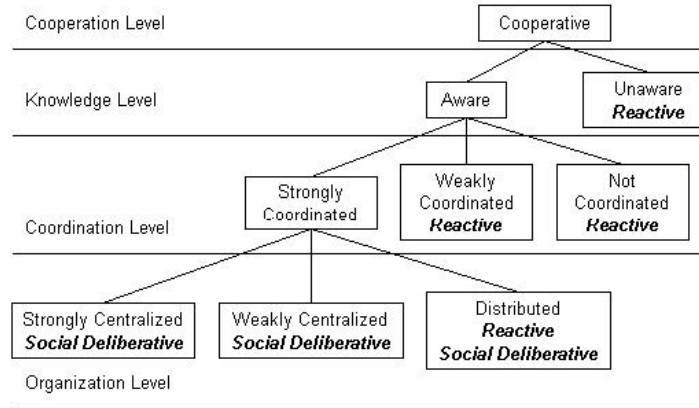 Cooperation Level
Cooperative
Knowledge Level
Aware
Unaware
Reactive
Coordination Level
Strongly
Coordinated
Weakly
Coordinated
Reactive
Not
Coordinated
Reactive
Strongly Centralized
Social Deliberative
Weakly Centralized
Social Deliberative
Distributed
Reactive
Social Deliberative
Organization Level